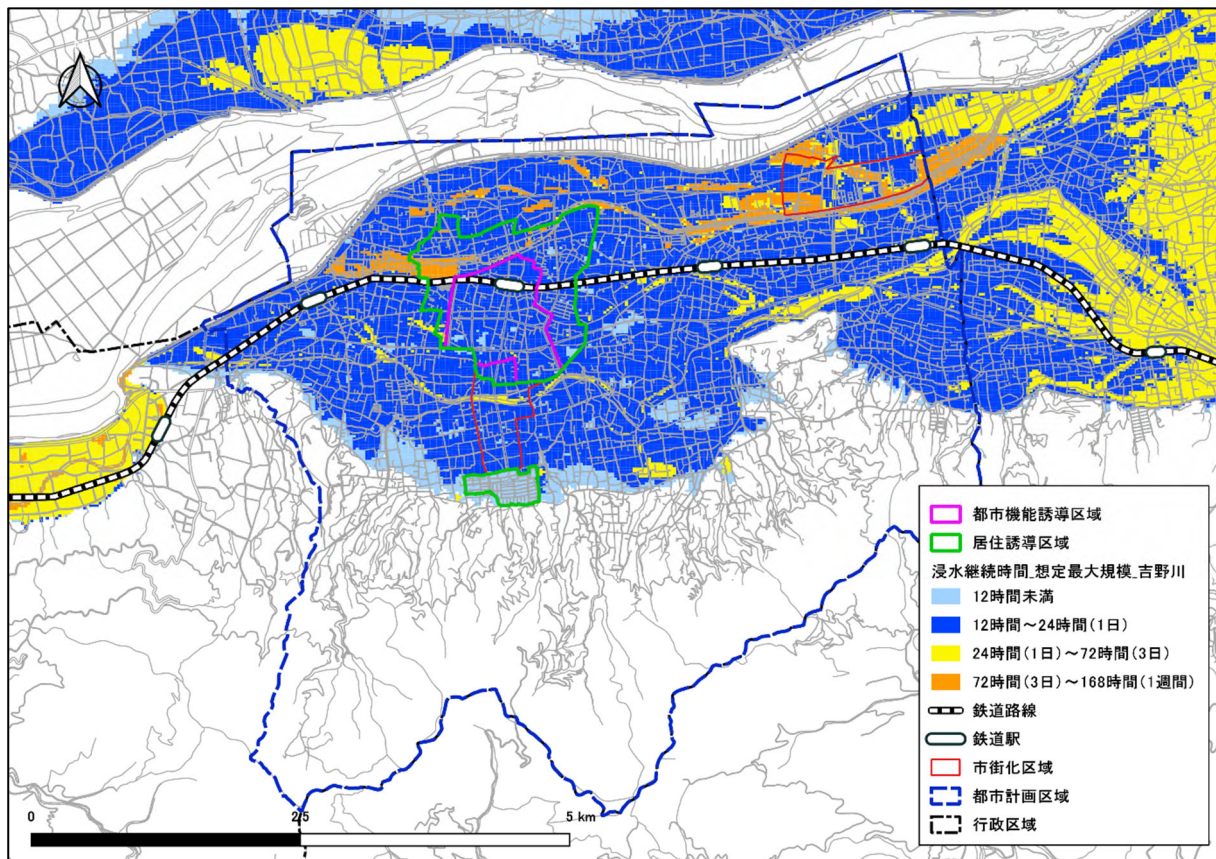 都市機能誘導区域
居住誘導区域
浸水継続時間_想定最大規模_吉野川
12時間未満
12時間～24時間(1日)
24時間(1日)～72時間(3日)
72時間(3日)～168時間(1週間)
鉄道路線
鉄道駅
市街化区域
都市計画区域
行政区域
0 2.5 5 km